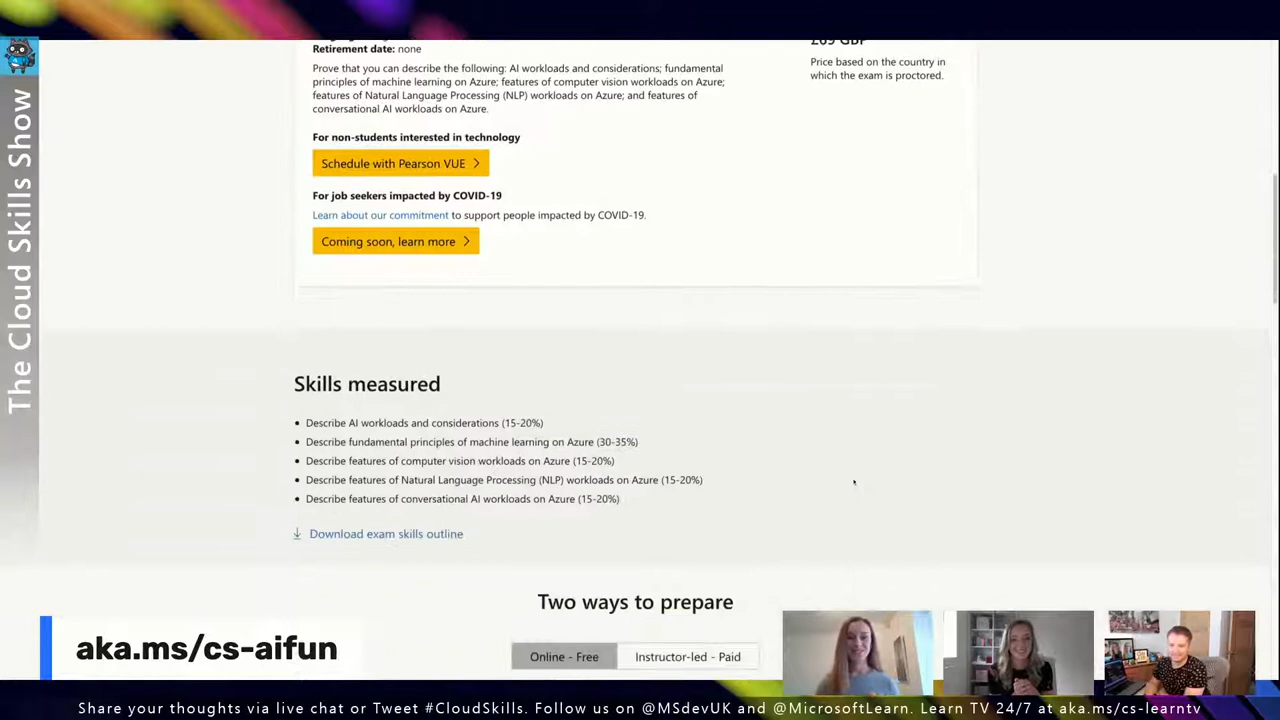 The Cloud Skills Show
Retirement date: none
£69 GBP
Prove that you can describe the following: AI workloads and considerations; fundamental
principles of machine learning on Azure; features of computer vision workloads on Azure;
features of Natural Language Processing (NLP) workloads on Azure; and features of
conversational AI workloads on Azure.
Price based on the country in
which the exam is proctored.
For non-students interested in technology
Schedule with Pearson VUE
For job seekers impacted by COVID-19
Learn about our commitment to support people impacted by COVID-19.
Coming soon, learn more
Skills measured
Describe AI workloads and considerations (15-20%)
Describe fundamental principles of machine learning on Azure (30-35%)
Describe features of computer vision workloads on Azure (15-20%)
Describe features of Natural Language Processing (NLP) workloads on Azure (15-20%)
Describe features of conversational AI workloads on Azure (15-20%)
Download exam skills outline
Two ways to prepare
Online - Free
Instructor-led - Paid
aka.ms/cs-aifun
Share your thoughts via live chat or Tweet #CloudSkills. Follow us on @MSdevUK and @MicrosoftLearn. Learn TV 24/7 at aka.ms/cs-learntv